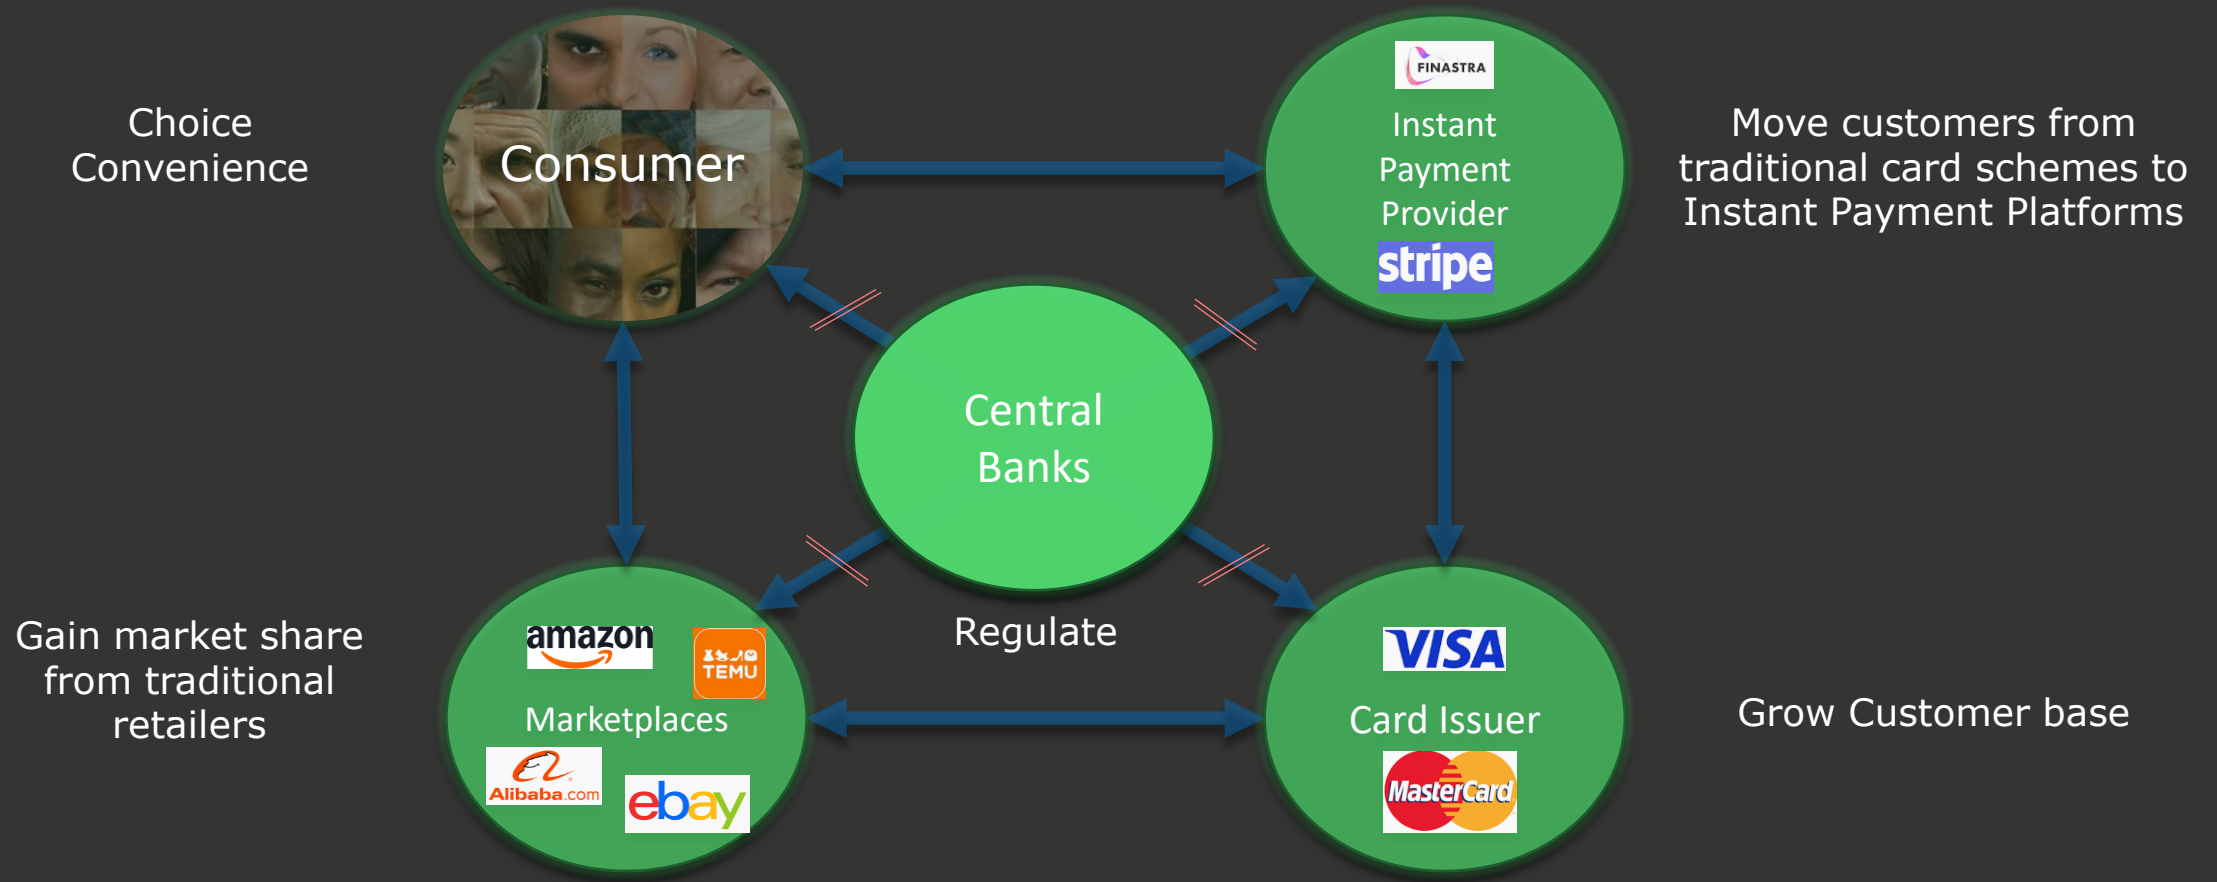 Choice
Convenience
Consumer
FINASTRA
Instant
Payment
Provider
stripe
Move customers from
traditional card schemes to
Instant Payment Platforms
Central
Banks
Regulate
Gain market share
from traditional
retailers
amazon
TEMU
Marketplaces
Alibaba.com
ebay
VISA
Card Issuer
MasterCard
Grow Customer base